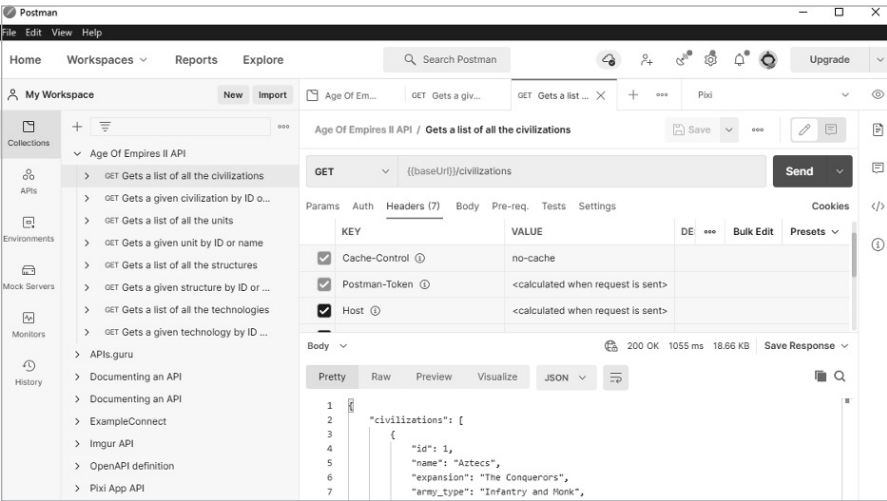 Postman
File Edit View Help
Home Workspaces Reports Explore Search Postman Upgrade
My Workspace New Import Age Of Em... GET Gets a giv... GET Gets a list ... Pixi
Collections
APIs
Environments
Mock Servers
Monitors
History
Age Of Empires II API
GET Gets a list of all the civilizations
GET Gets a given civilization by ID o...
GET Gets a list of all the units
GET Gets a given unit by ID or name
GET Gets a list of all the structures
GET Gets a given structure by ID or ...
GET Gets a list of all the technologies
GET Gets a given technology by ID ...
APIs.guru
Documenting an API
Documenting an API
ExampleConnect
Imgur API
OpenAPI definition
Pixi App API
Age Of Empires II API / Gets a list of all the civilizations Save
GET {{baseUrl}}/civilizations Send
Params Auth Headers (7) Body Pre-req. Tests Settings Cookies
KEY VALUE DE Bulk Edit Presets
Cache-Control no-cache
Postman-Token <calculated when request is sent>
Host <calculated when request is sent>
Body 200 OK 1055 ms 18.66 KB Save Response
Pretty Raw Preview Visualize JSON
1 {
2 "civilizations": [
3 {
4 "id": 1,
5 "name": "Aztecs",
6 "expansion": "The Conquerors",
7 "army_type": "Infantry and Monk",